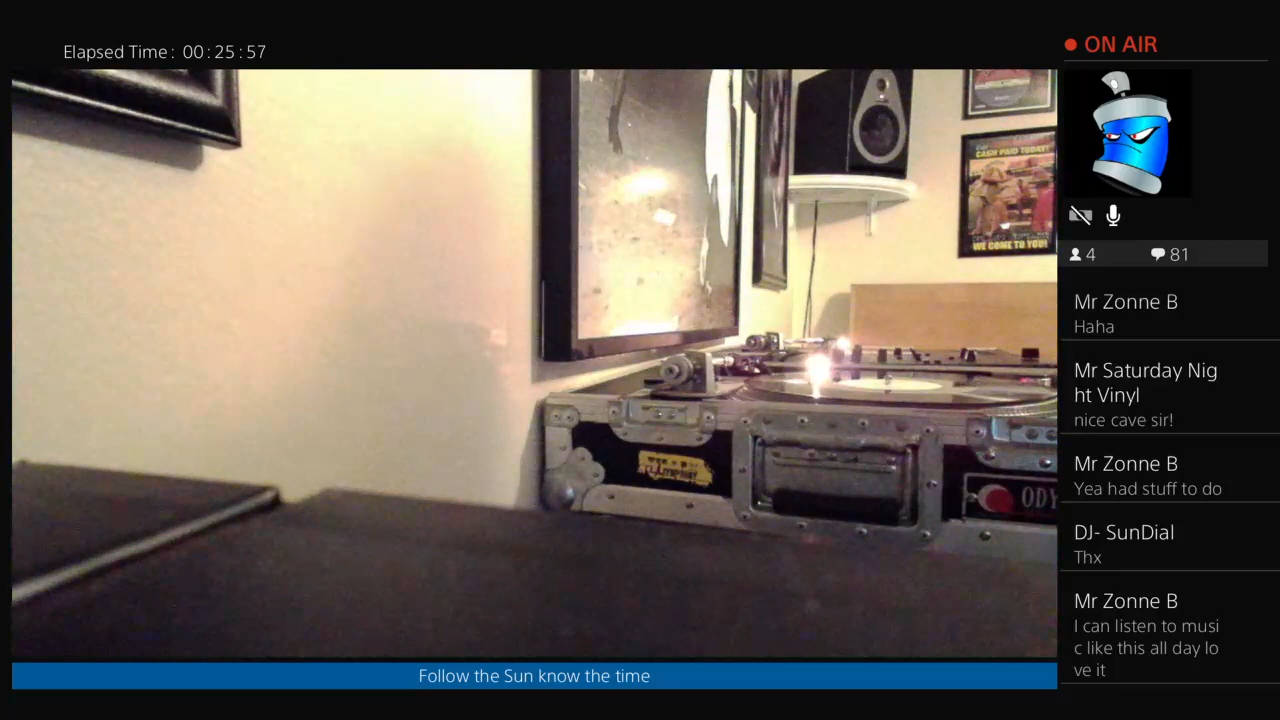 Elapsed Time: 00:25:57
ON AIR
CASH PAID TODAY!
WE COME TO YOU!
4
81
Mr Zonne B
Haha
Mr Saturday Nig
ht Vinyl
nice cave sir!
Mr Zonne B
Yea had stuff to do
DJ- SunDial
Thx
Mr Zonne B
I can listen to musi
c like this all day lo
ve it
ODY
Follow the Sun know the time